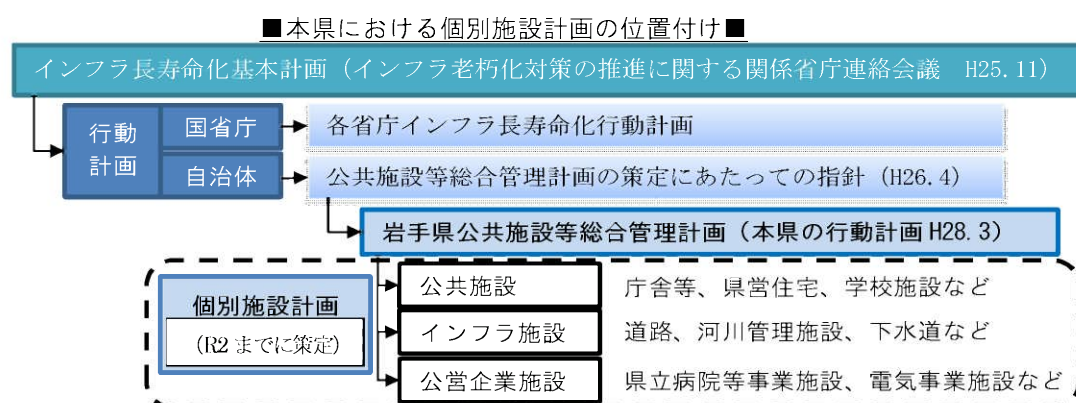 ■本県における個別施設計画の位置付け■
インフラ長寿命化基本計画（インフラ老朽化対策の推進に関する関係省庁連絡会議　H25.11）
行動
計画
国省庁
各省庁インフラ長寿命化行動計画
自治体
公共施設等総合管理計画の策定にあたっての指針（H26.4）
岩手県公共施設等総合管理計画（本県の行動計画 H28.3）
個別施設計画
（R2 までに策定）
公共施設
庁舎等、県営住宅、学校施設など
インフラ施設
道路、河川管理施設、下水道など
公営企業施設
県立病院等事業施設、電気事業施設など